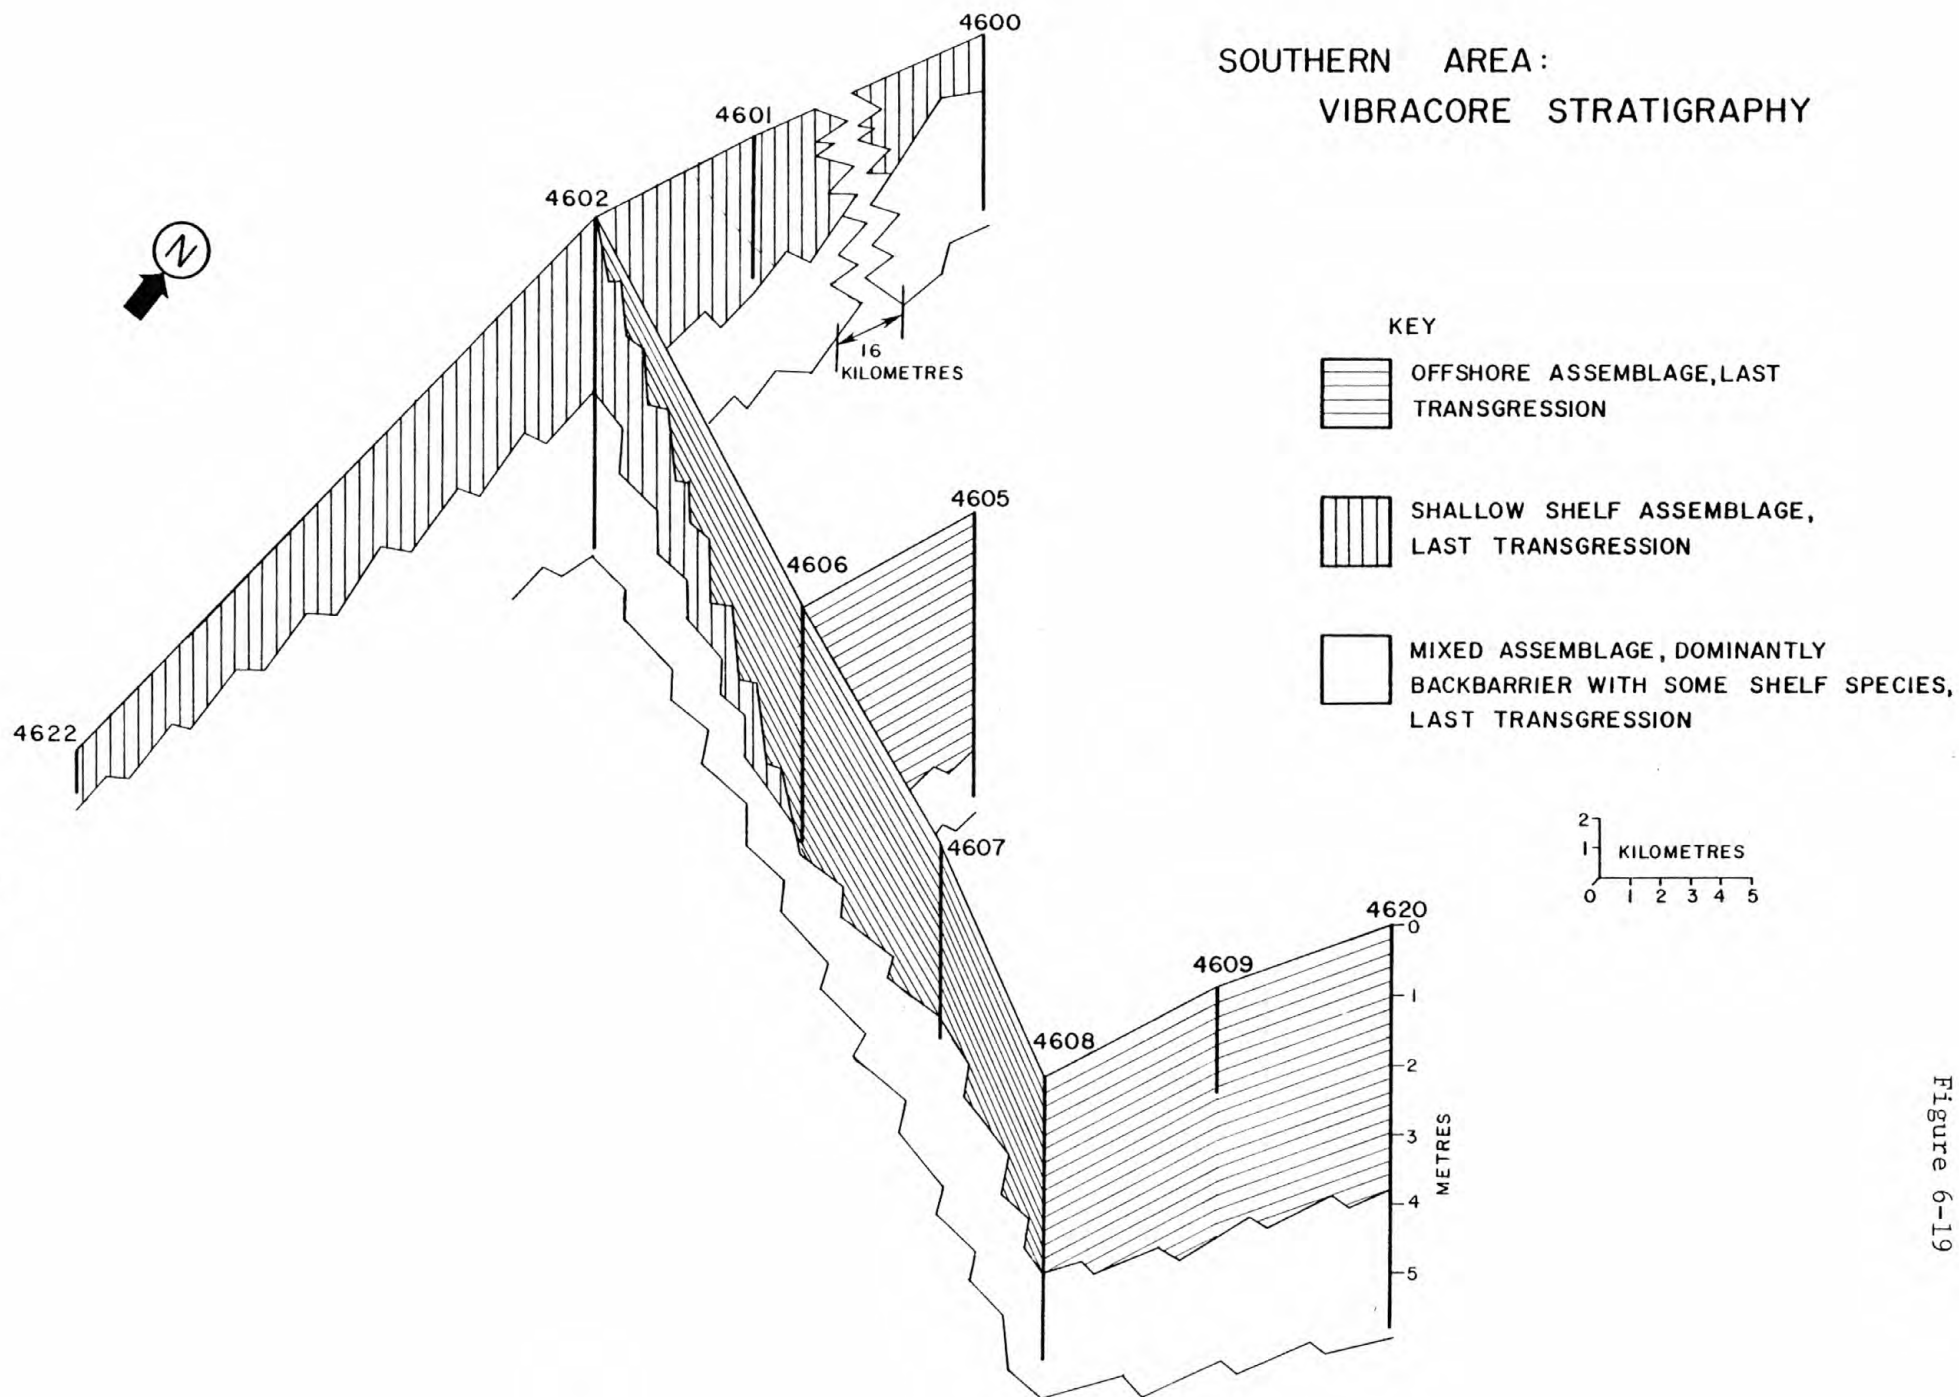 SOUTHERN AREA:
VIBRACORE STRATIGRAPHY
4600
4601
4602
N
16
KILOMETRES
KEY
OFFSHORE ASSEMBLAGE, LAST
TRANSGRESSION
SHALLOW SHELF ASSEMBLAGE,
LAST TRANSGRESSION
MIXED ASSEMBLAGE, DOMINANTLY
BACKBARRIER WITH SOME SHELF SPECIES,
LAST TRANSGRESSION
4605
4606
4622
4607
2
1
KILOMETRES
0 1 2 3 4 5
4620
4609
4608
0
1
2
3
4
5
METRES
Figure 6-19